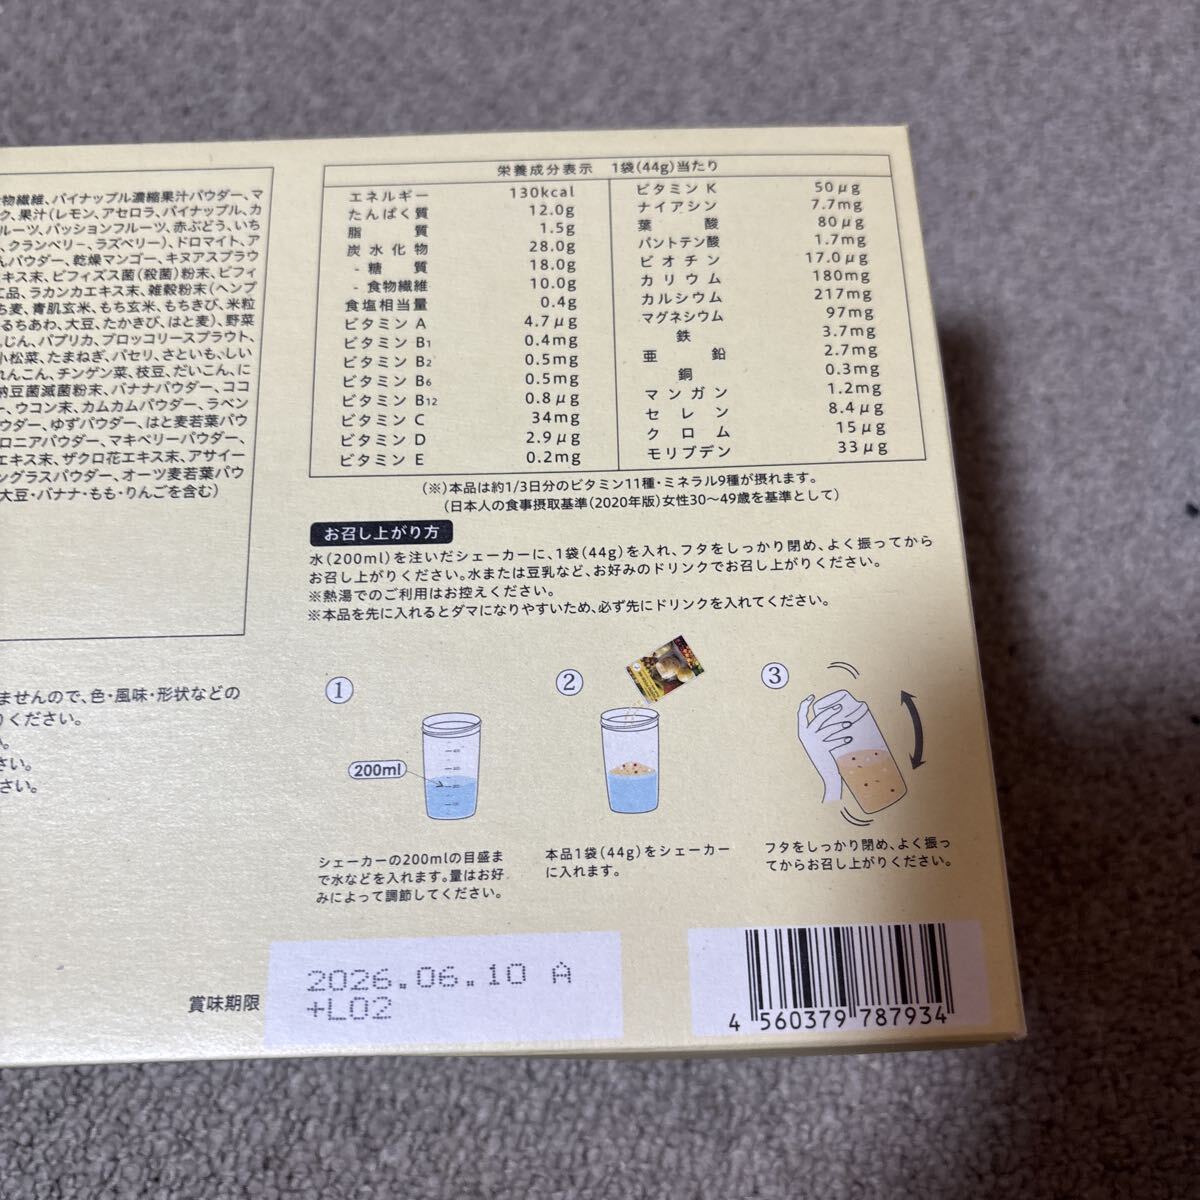 物繊維、パイナップル濃縮果汁パウダー、マ
ク、果汁(レモン、アセロラ、パイナップル、カ
ルーツ、パッションフルーツ、赤ぶどう、いち
、クランベリー、ラズベリー)、ドロマイト、ア
んパウダー、乾燥マンゴー、キヌアスプラウ
エキス末、ビフィズス菌(殺菌)粉末、ビフィ
工品、ラカンカエキス末、雑穀粉末(ヘンプ
ち麦、青肌玄米、もち玄米、もちきび、米粒
るちあわ、大豆、たかきび、はと麦)、野菜
んじん、パプリカ、ブロッコリースプラウト、
小松菜、たまねぎ、パセリ、さといも、しい
れんこん、チンゲン菜、枝豆、だいこん、に
納豆菌滅菌粉末、バナナパウダー、ココ
ー、ウコン末、カムカムパウダー、ラベン
ウダー、ゆずパウダー、はと麦若葉パウ
ロニアパウダー、マキベリーパウダー、
エキス末、ザクロ花エキス末、アサイー
ングラスパウダー、オーツ麦若葉パウ
大豆・バナナ・もも・りんごを含む)
ませんので、色・風味・形状などの
りください。
い。
さい。
さい。
栄養成分表示 1袋(44g)当たり
エネルギー 130kcal
たんぱく質 12.0g
脂質 1.5g
炭水化物 28.0g
- 糖質 18.0g
- 食物繊維 10.0g
食塩相当量 0.4g
ビタミン A 4.7μg
ビタミン B1 0.4mg
ビタミン B2 0.5mg
ビタミン B6 0.5mg
ビタミン B12 0.8μg
ビタミン C 34mg
ビタミン D 2.9μg
ビタミン E 0.2mg
ビタミン K 50μg
ナイアシン 7.7mg
葉酸 80μg
パントテン酸 1.7mg
ビオチン 17.0μg
カリウム 180mg
カルシウム 217mg
マグネシウム 97mg
鉄 3.7mg
亜鉛 2.7mg
銅 0.3mg
マンガン 1.2mg
セレン 8.4μg
クロム 15μg
モリブデン 33μg
(※)本品は約1/3日分のビタミン11種・ミネラル9種が摂れます。
(日本人の食事摂取基準(2020年版)女性30〜49歳を基準として)
お召し上がり方
水(200ml)を注いだシェーカーに、1袋(44g)を入れ、フタをしっかり閉め、よく振ってから
お召し上がりください。水または豆乳など、お好みのドリンクでお召し上がりください。
※熱湯でのご利用はお控えください。
※本品を先に入れるとダマになりやすいため、必ず先にドリンクを入れてください。
①
200ml
シェーカーの200mlの目盛ま
で水などを入れます。量はお好
みによって調節してください。
②
本品1袋(44g)をシェーカー
に入れます。
③
フタをしっかり閉め、よく振っ
てからお召し上がりください。
賞味期限
2026.06.10 A
+L02
4 560379 787934